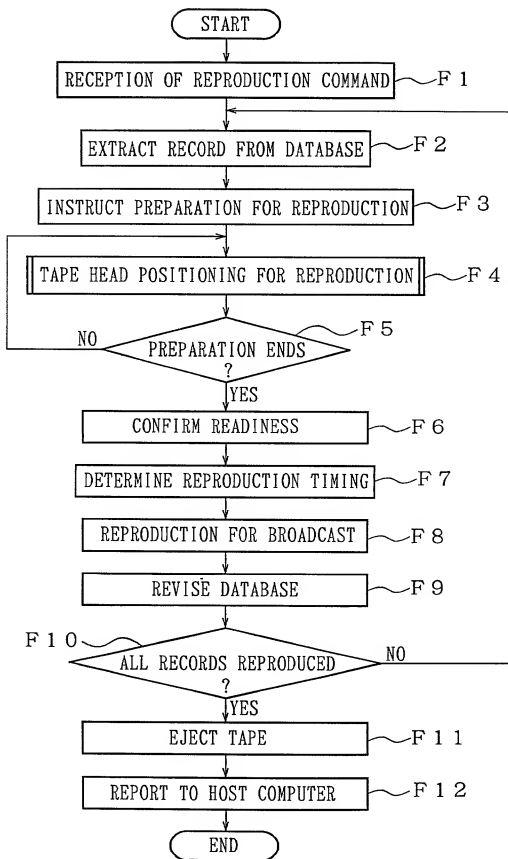 START
RECEPTION OF REPRODUCTION COMMAND F1
EXTRACT RECORD FROM DATABASE F2
INSTRUCT PREPARATION FOR REPRODUCTION F3
TAPE HEAD POSITIONING FOR REPRODUCTION F4
F5
NO
PREPARATION ENDS
?
YES
CONFIRM READINESS F6
DETERMINE REPRODUCTION TIMING F7
REPRODUCTION FOR BROADCAST F8
REVISE DATABASE F9
F10
ALL RECORDS REPRODUCED NO
?
YES
EJECT TAPE F11
REPORT TO HOST COMPUTER F12
END